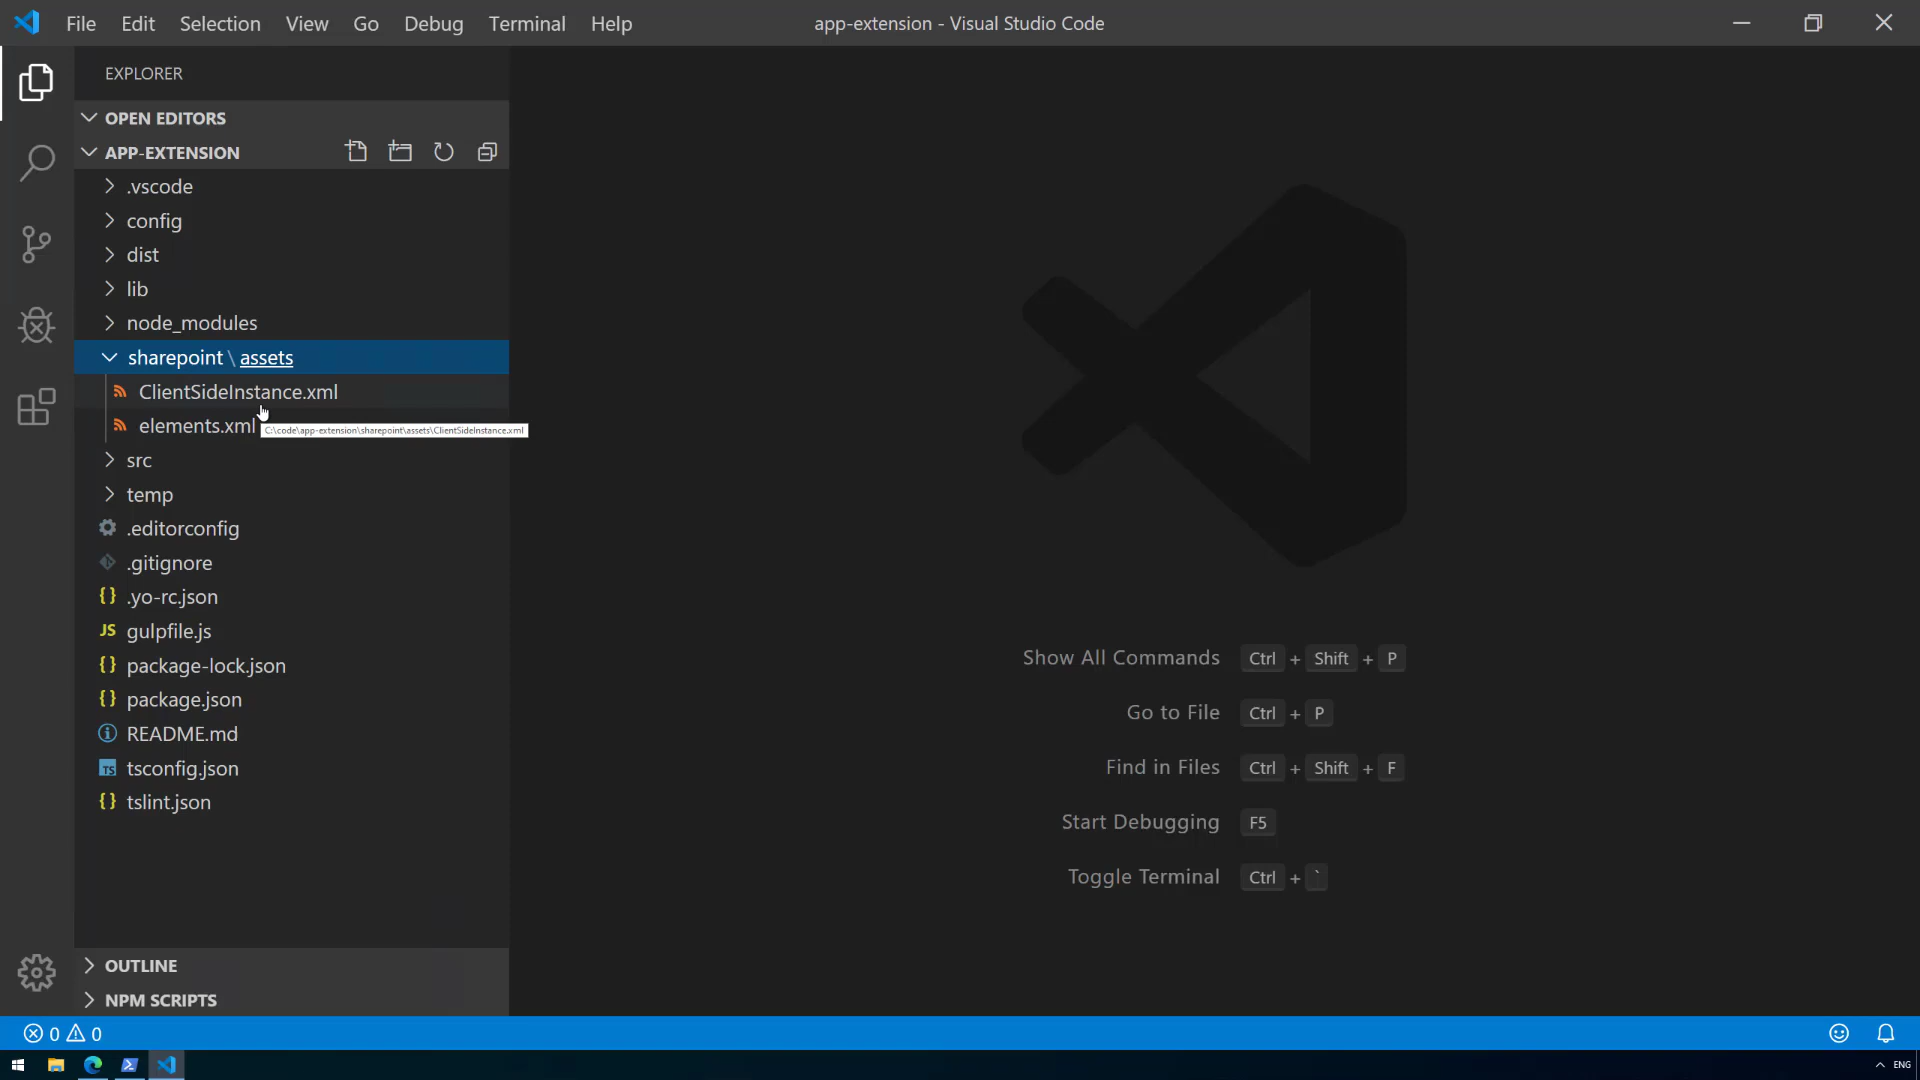 File Edit Selection View Go Debug Terminal Help
app-extension - Visual Studio Code
EXPLORER
OPEN EDITORS
APP-EXTENSION
.vscode
config
dist
lib
node_modules
sharepoint \ assets
ClientSideInstance.xml
elements.xml
C:\code\app-extension\sharepoint\assets\ClientSideInstance.xml
src
temp
.editorconfig
.gitignore
{} .yo-rc.json
JS gulpfile.js
{} package-lock.json
{} package.json
README.md
TS tsconfig.json
{} tslint.json
OUTLINE
NPM SCRIPTS
Show All Commands Ctrl + Shift + P
Go to File Ctrl + P
Find in Files Ctrl + Shift + F
Start Debugging F5
Toggle Terminal Ctrl + `
0 0
ENG